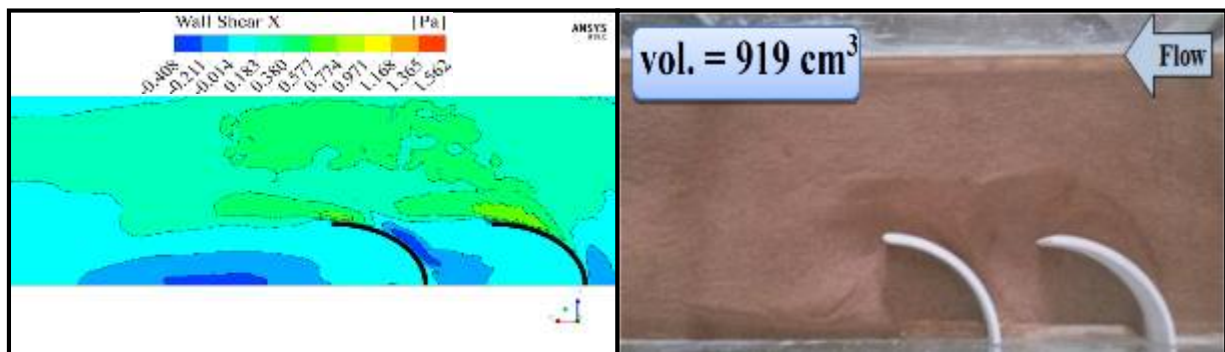 Wall Shear X [Pa]
ANSYS
-0.408
-0.211
-0.014
0.183
0.380
0.577
0.774
0.971
1.168
1.365
1.562
vol. = 919 cm³
Flow